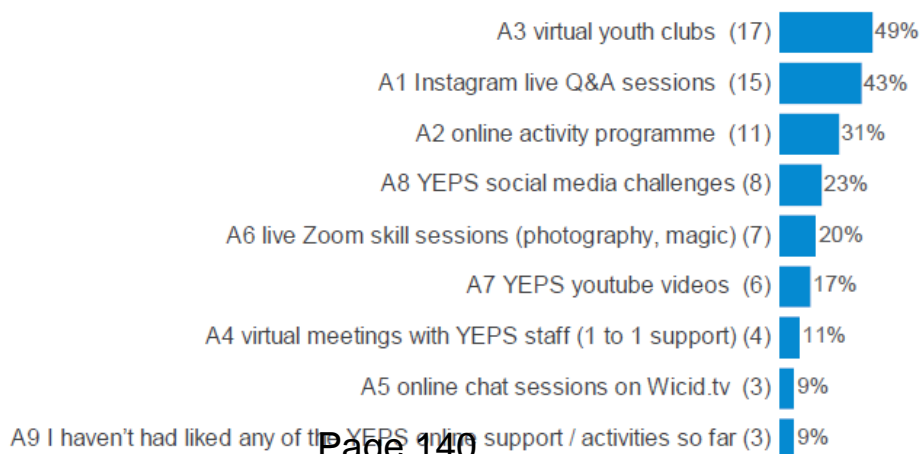 A3 virtual youth clubs (17) 49%
A1 Instagram live Q&A sessions (15) 43%
A2 online activity programme (11) 31%
A8 YEPS social media challenges (8) 23%
A6 live Zoom skill sessions (photography, magic) (7) 20%
A7 YEPS youtube videos (6) 17%
A4 virtual meetings with YEPS staff (1 to 1 support) (4) 11%
A5 online chat sessions on Wicid.tv (3) 9%
A9 I haven't had liked any of the YEPS online support / activities so far (3) 9%
Page 140